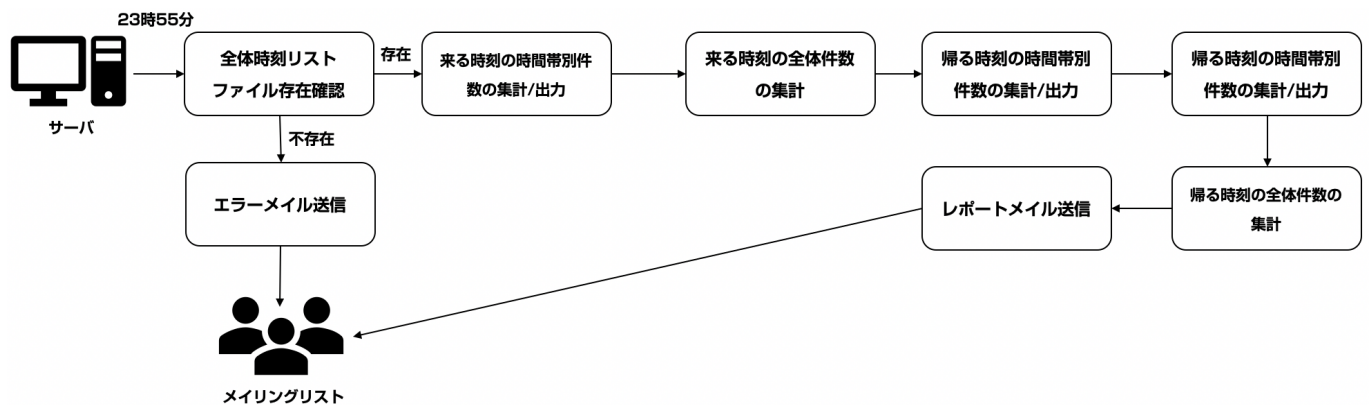 23時55分
サーバ
全体時刻リスト
ファイル存在確認
存在
来る時刻の時間帯別件
数の集計/出力
来る時刻の全体件数
の集計
帰る時刻の時間帯別
件数の集計/出力
帰る時刻の時間帯別
件数の集計/出力
不存在
エラーメイル送信
レポートメイル送信
帰る時刻の全体件数の
集計
メイリングリスト